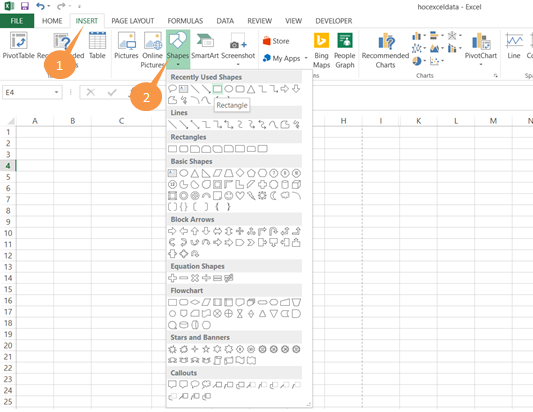 hocexceldata - Excel
FILE HOME INSERT PAGE LAYOUT FORMULAS DATA REVIEW VIEW DEVELOPER
PivotTable Table Pictures Online Pictures Shapes SmartArt Screenshot Store My Apps Bing Maps People Graph Recommended Charts PivotChart Line
Tables Charts
1
2
E4
Recently Used Shapes
Rectangle
Lines
Rectangles
Basic Shapes
Block Arrows
Equation Shapes
Flowchart
Stars and Banners
Callouts
A B C H I J K L M
1
2
3
4
5
6
7
8
9
10
11
12
13
14
15
16
17
18
19
20
21
22
23
24
25